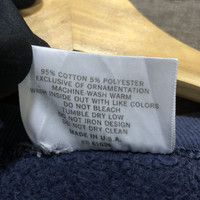 95% COTTON 5% POLYESTER
EXCLUSIVE OF ORNAMENTATION
MACHINE-WASH WARM
WASH INSIDE OUT WITH LIKE COLORS
DO NOT BLEACH
TUMBLE DRY LOW
DO NOT IRON DESIGN
DO NOT DRY CLEAN
MADE IN U.S.A.